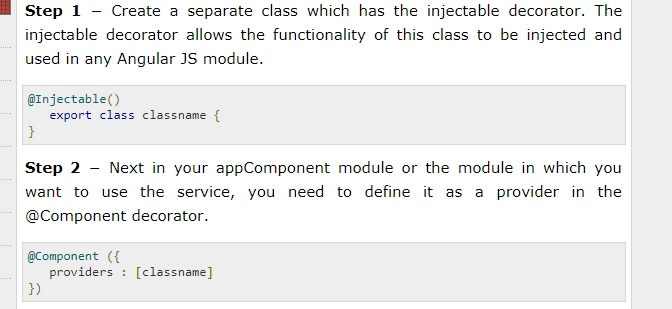 Step 1 – Create a separate class which has the injectable decorator. The
injectable decorator allows the functionality of this class to be injected and
used in any Angular JS module.
@Injectable()
   export class classname {
}
Step 2 – Next in your appComponent module or the module in which you
want to use the service, you need to define it as a provider in the
@Component decorator.
@Component ({
   providers : [classname]
})